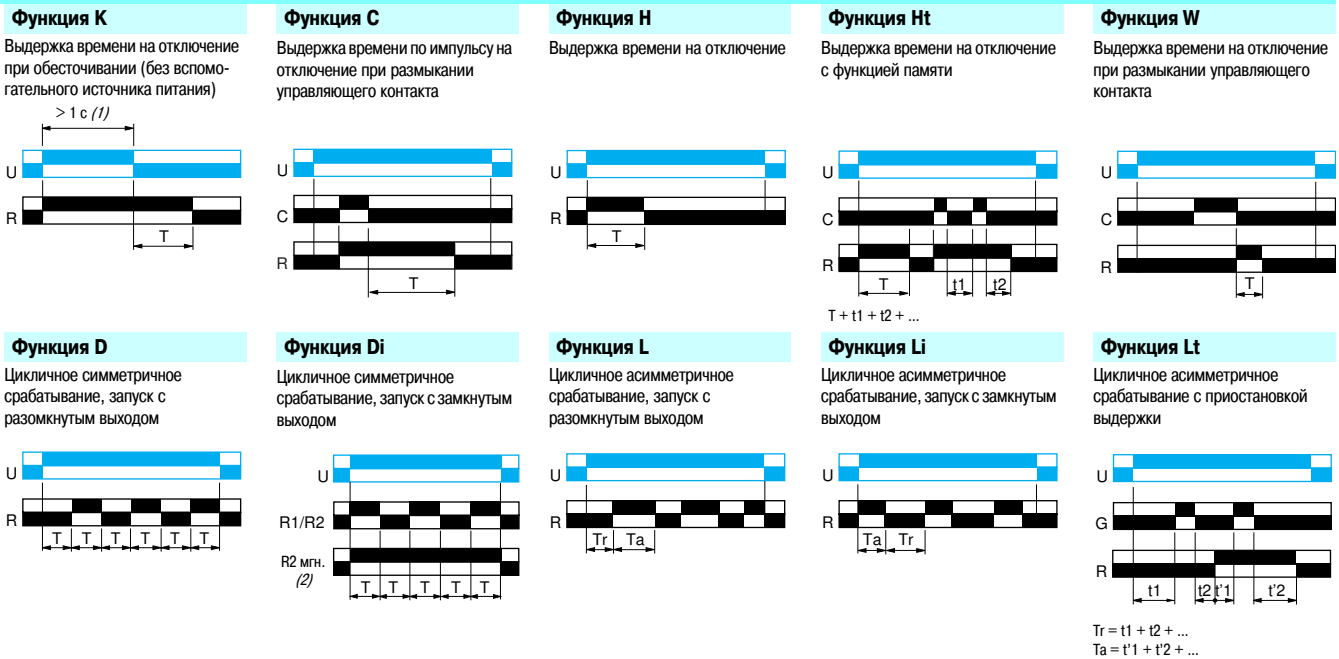 Функция K
Выдержка времени на отключение
при обесточивании (без вспомо-
гательного источника питания)
> 1 с (1)
U
R
T
Функция C
Выдержка времени по импульсу на
отключение при размыкании
управляющего контакта
U
C
R
T
Функция H
Выдержка времени на отключение
U
R
T
Функция Ht
Выдержка времени на отключение
с функцией памяти
U
C
R
T t1 t2
T + t1 + t2 + ...
Функция W
Выдержка времени на отключение
при размыкании управляющего
контакта
U
C
R
T
Функция D
Цикличное симметричное
срабатывание, запуск с
разомкнутым выходом
U
R
T T T T T T
Функция Di
Цикличное симметричное
срабатывание, запуск с замкнутым
выходом
U
R1/R2
R2 мгн.
(2)
T T T T T
Функция L
Цикличное асимметричное
срабатывание, запуск с
разомкнутым выходом
U
R
Tr Ta
Функция Li
Цикличное асимметричное
срабатывание, запуск с замкнутым
выходом
U
R
Ta Tr
Функция Lt
Цикличное асимметричное
срабатывание с приостановкой
выдержки
U
G
R
t1 t2 t'1 t'2
Tr = t1 + t2 + ...
Ta = t'1 + t'2 + ...